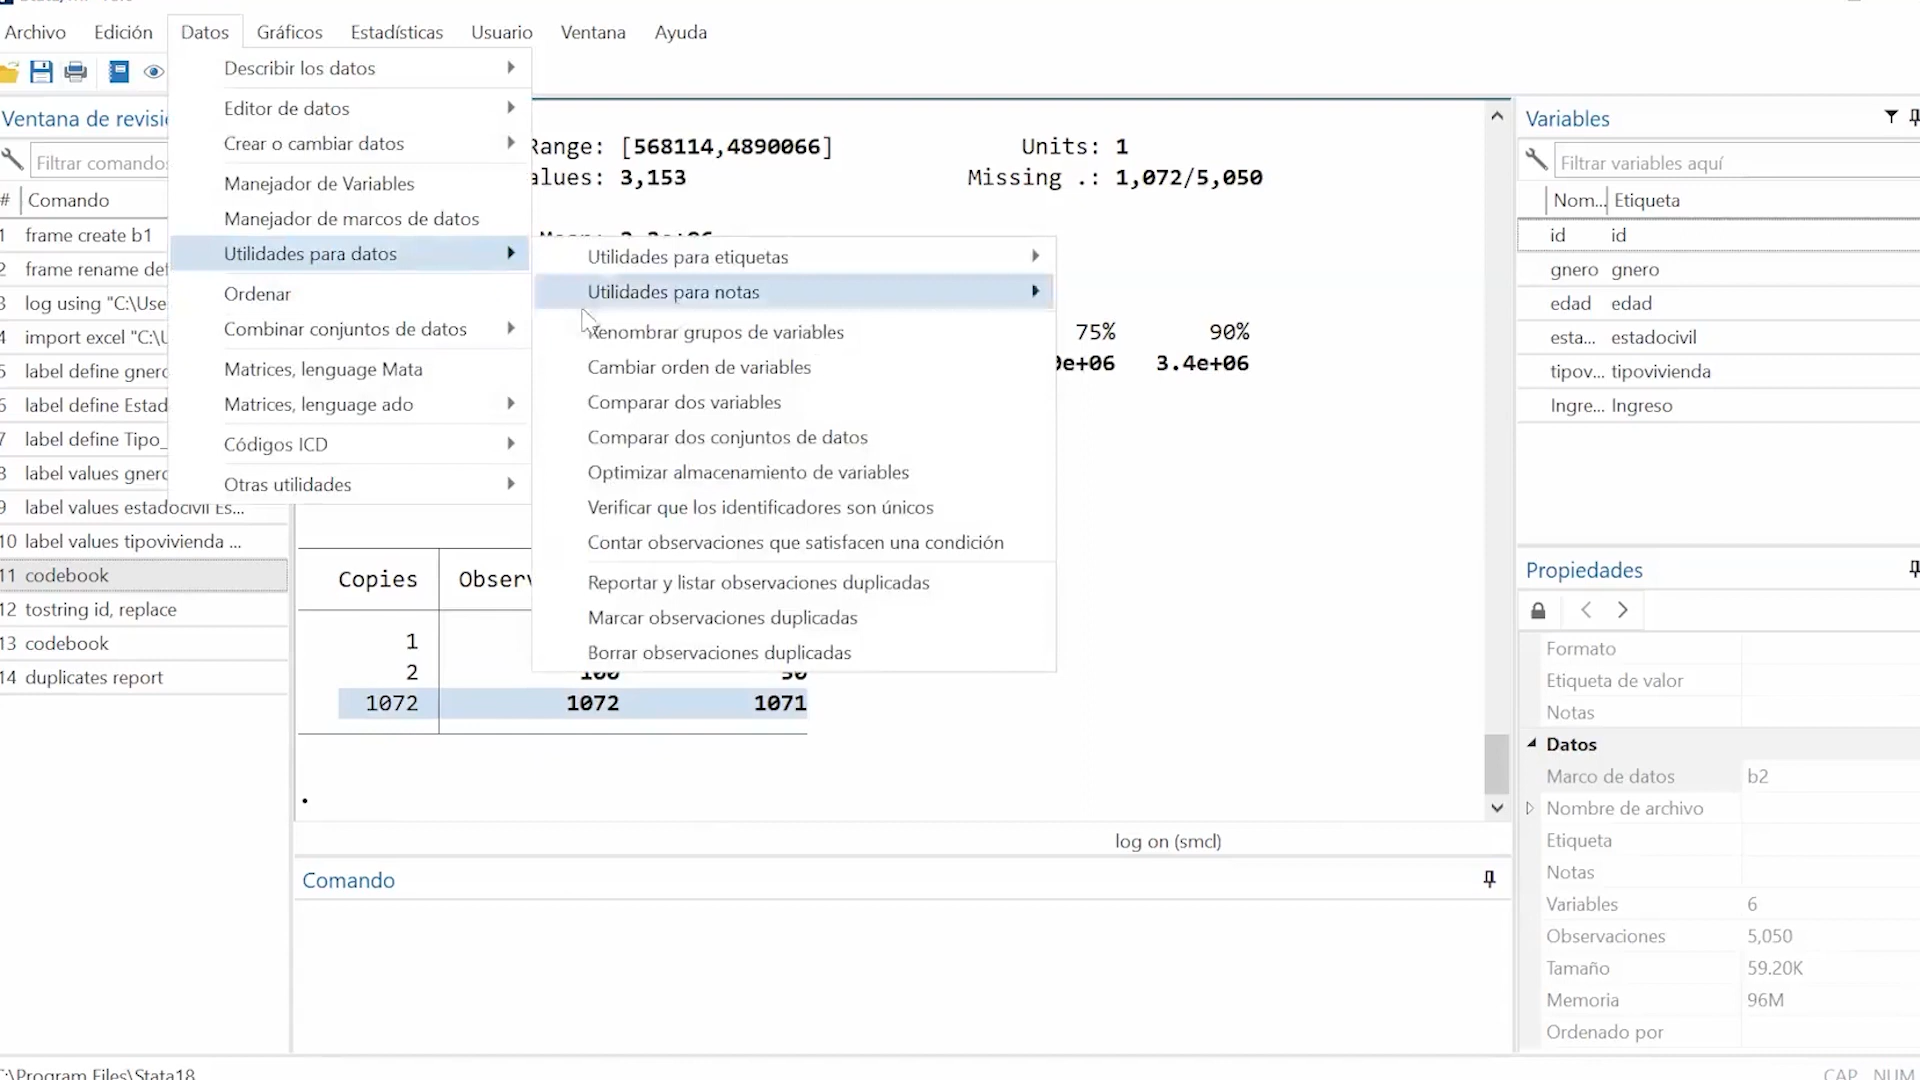 Archivo Edición Datos Gráficos Estadísticas Usuario Ventana Ayuda
Describir los datos
Editor de datos
Crear o cambiar datos
Manejador de Variables
Manejador de marcos de datos
Utilidades para datos
Ordenar
Combinar conjuntos de datos
Matrices, lenguage Mata
Matrices, lenguage ado
Códigos ICD
Otras utilidades
Utilidades para etiquetas
Utilidades para notas
Renombrar grupos de variables
Cambiar orden de variables
Comparar dos variables
Comparar dos conjuntos de datos
Optimizar almacenamiento de variables
Verificar que los identificadores son únicos
Contar observaciones que satisfacen una condición
Reportar y listar observaciones duplicadas
Marcar observaciones duplicadas
Borrar observaciones duplicadas
Ventana de revisi
Filtrar comandos
# Comando
1 frame create b1
2 frame rename def
3 log using "C:\Use
4 import excel "C:\U
5 label define gnero
6 label define Estad
7 label define Tipo_
8 label values gnero
9 label values estadocivil Es...
10 label values tipovivienda ...
11 codebook
12 tostring id, replace
13 codebook
14 duplicates report
Range: [568114,4890066] Units: 1
alues: 3,153 Missing .: 1,072/5,050
75% 90%
0e+06 3.4e+06
Copies Observ
1
2 100 50
1072 1072 1071
.
log on (smcl)
Comando
Variables
Filtrar variables aquí
Nom... Etiqueta
id id
gnero gnero
edad edad
esta... estadocivil
tipov... tipovivienda
Ingre... Ingreso
Propiedades
Formato
Etiqueta de valor
Notas
Datos
Marco de datos b2
Nombre de archivo
Etiqueta
Notas
Variables 6
Observaciones 5,050
Tamaño 59.20K
Memoria 96M
Ordenado por
C:\Program Files\Stata18
CAP NUM